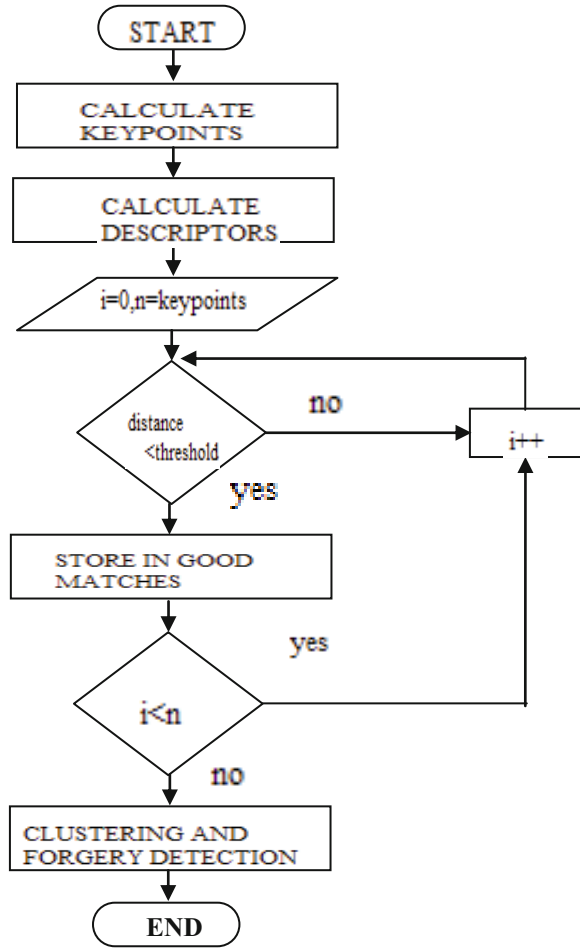 START
CALCULATE
KEYPOINTS
CALCULATE
DESCRIPTORS
i=0,n=keypoints
distance
<threshold
no
i++
yes
STORE IN GOOD
MATCHES
yes
i<n
no
CLUSTERING AND
FORGERY DETECTION
END